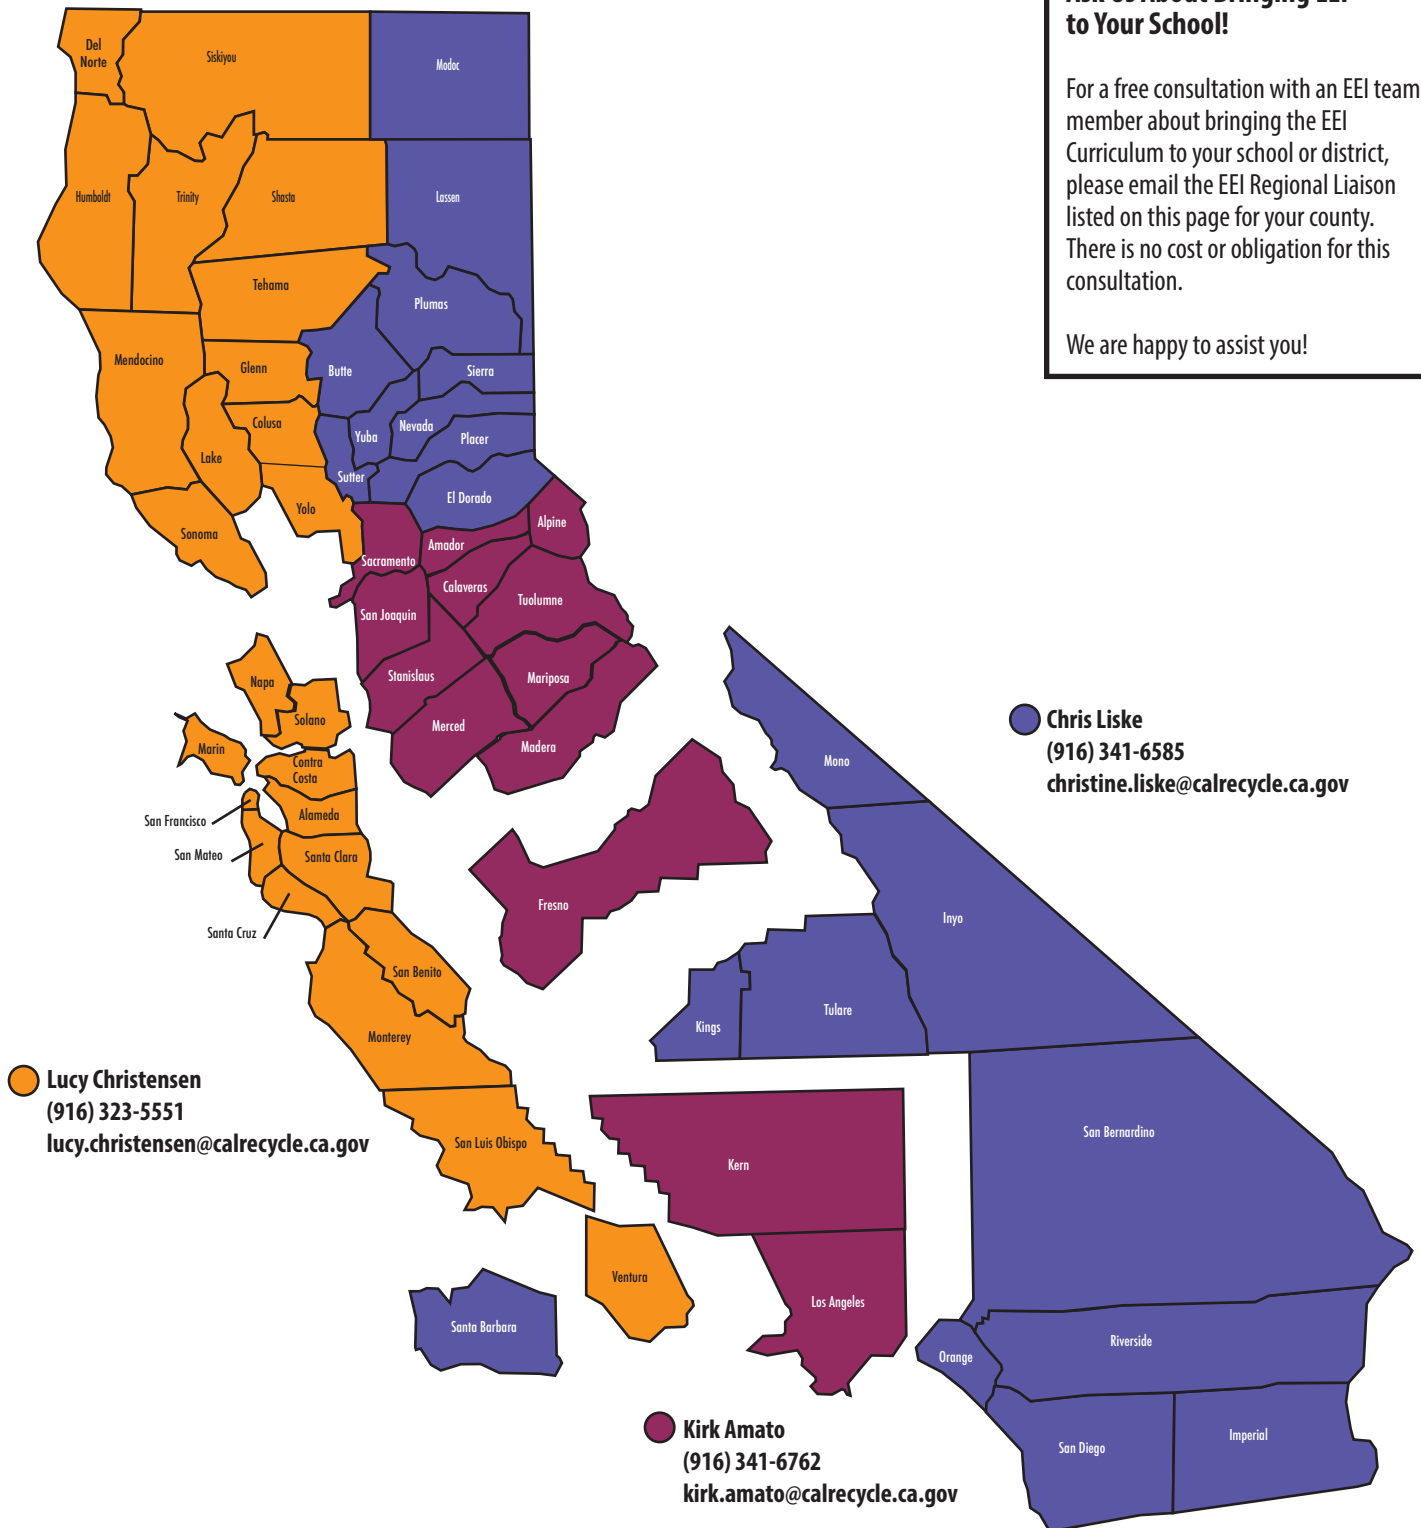 Ask Us About Bringing EEI
to Your School!
For a free consultation with an EEI team
member about bringing the EEI
Curriculum to your school or district,
please email the EEI Regional Liaison
listed on this page for your county.
There is no cost or obligation for this
consultation.
We are happy to assist you!
Del
Norte
Siskiyou
Modoc
Humboldt
Trinity
Shasta
Lassen
Tehama
Plumas
Mendocino
Glenn
Butte
Sierra
Colusa
Yuba
Nevada
Placer
Lake
Sutter
El Dorado
Yolo
Sonoma
Alpine
Amador
Sacramento
Calaveras
Tuolumne
San Joaquin
Stanislaus
Mariposa
Napa
Solano
Merced
Madera
Marin
Contra
Costa
Mono
San Francisco
Alameda
San Mateo
Santa Clara
Fresno
Inyo
Santa Cruz
San Benito
Tulare
Kings
Monterey
San Bernardino
San Luis Obispo
Kern
Ventura
Los Angeles
Santa Barbara
Riverside
Orange
Imperial
San Diego
Chris Liske
(916) 341-6585
christine.liske@calrecycle.ca.gov
Lucy Christensen
(916) 323-5551
lucy.christensen@calrecycle.ca.gov
Kirk Amato
(916) 341-6762
kirk.amato@calrecycle.ca.gov